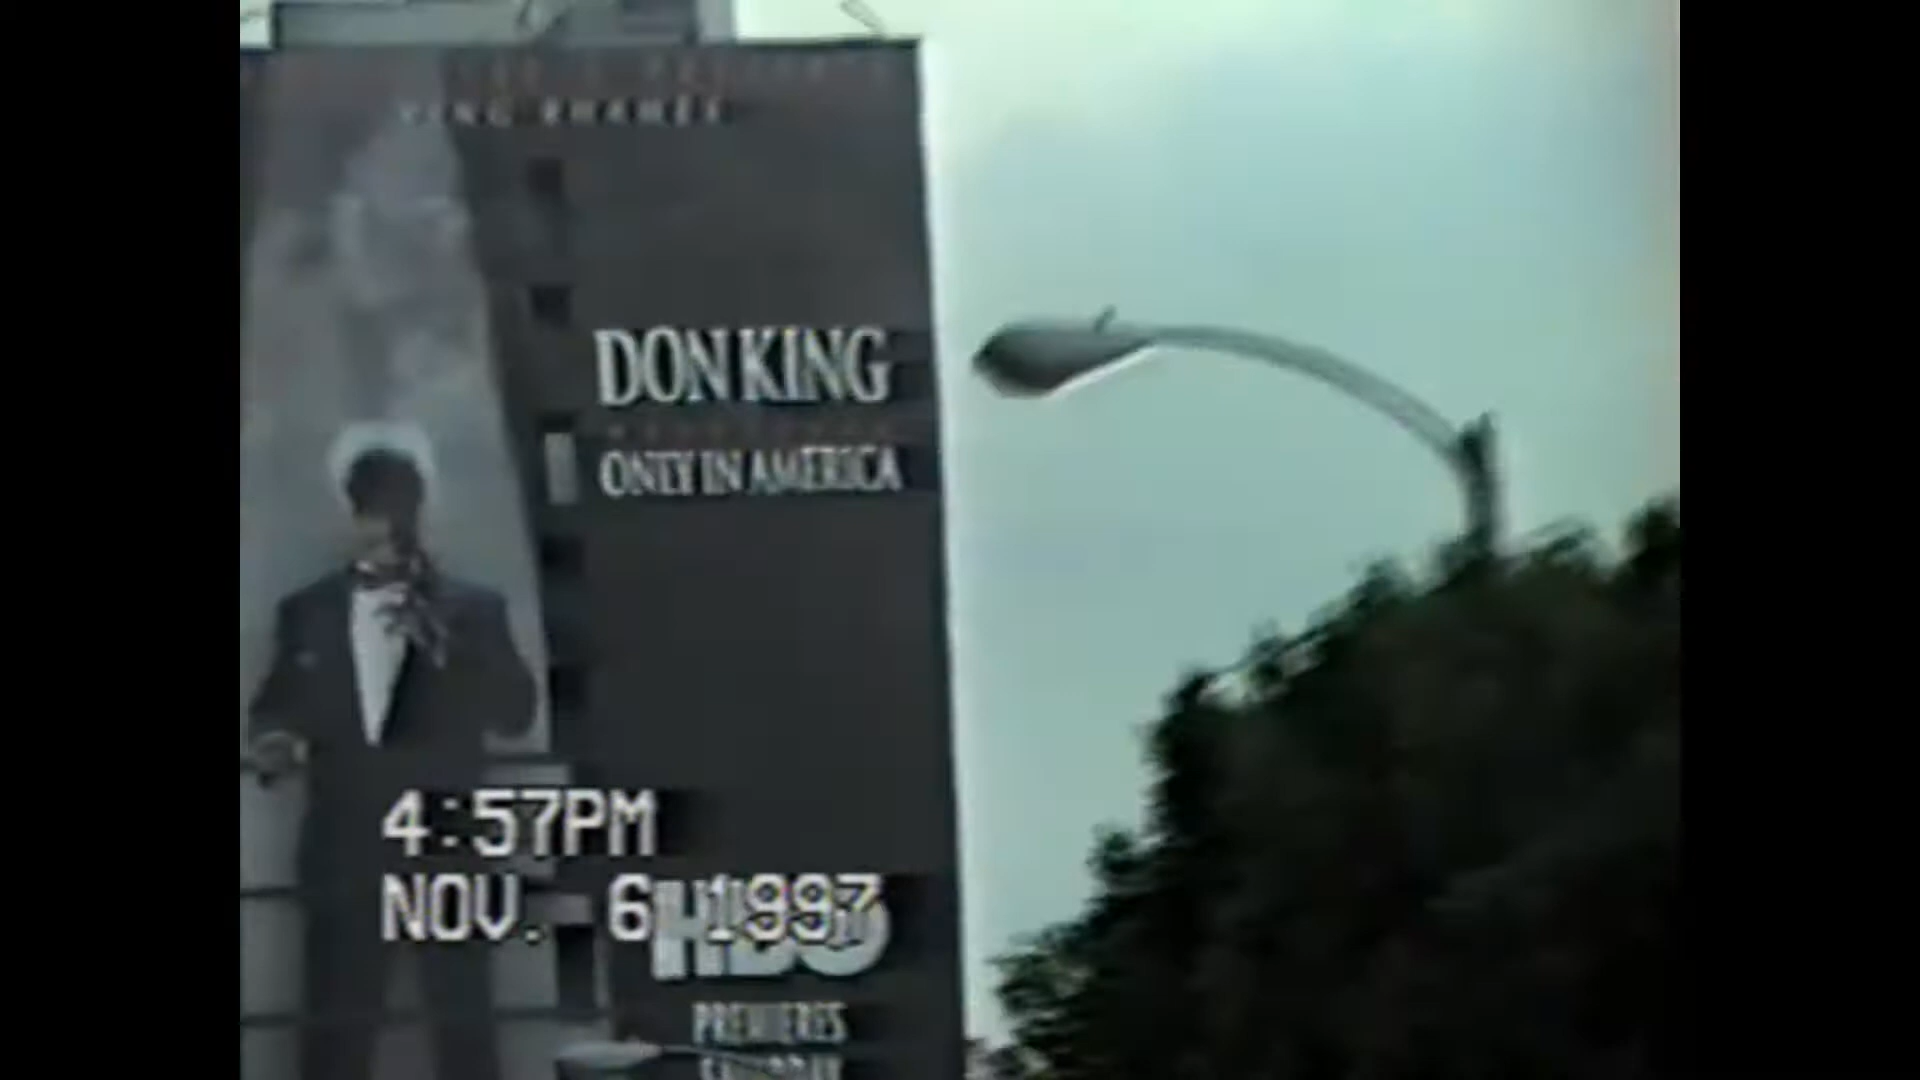 VING RHAMES
DON KING
ONLY IN AMERICA
4:57PM
NOV. 6 1997
HBO
PREMIERES